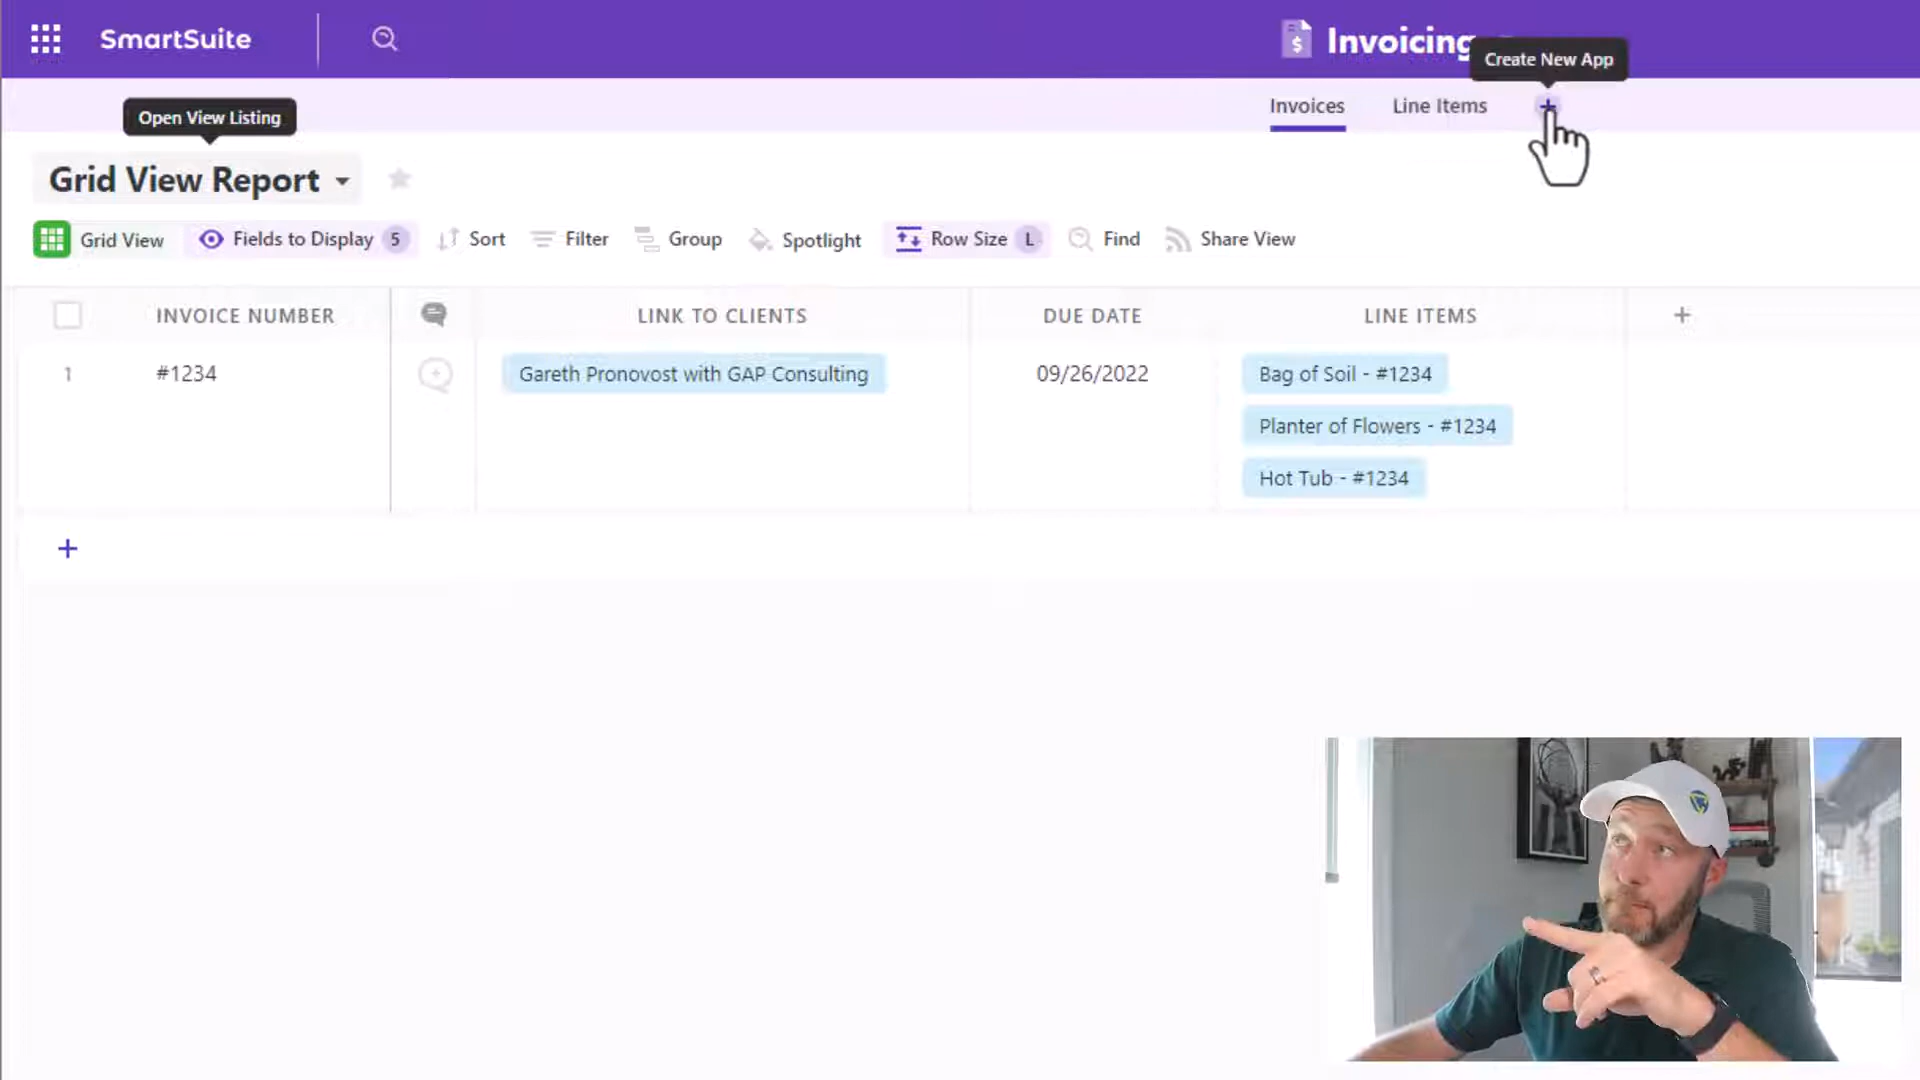 SmartSuite
Invoicing
Create New App
Open View Listing
Invoices Line Items +
Grid View Report
Grid View Fields to Display 5 Sort Filter Group Spotlight Row Size L Find Share View
INVOICE NUMBER LINK TO CLIENTS DUE DATE LINE ITEMS +
1 #1234 Gareth Pronovost with GAP Consulting 09/26/2022 Bag of Soil - #1234
Planter of Flowers - #1234
Hot Tub - #1234
+